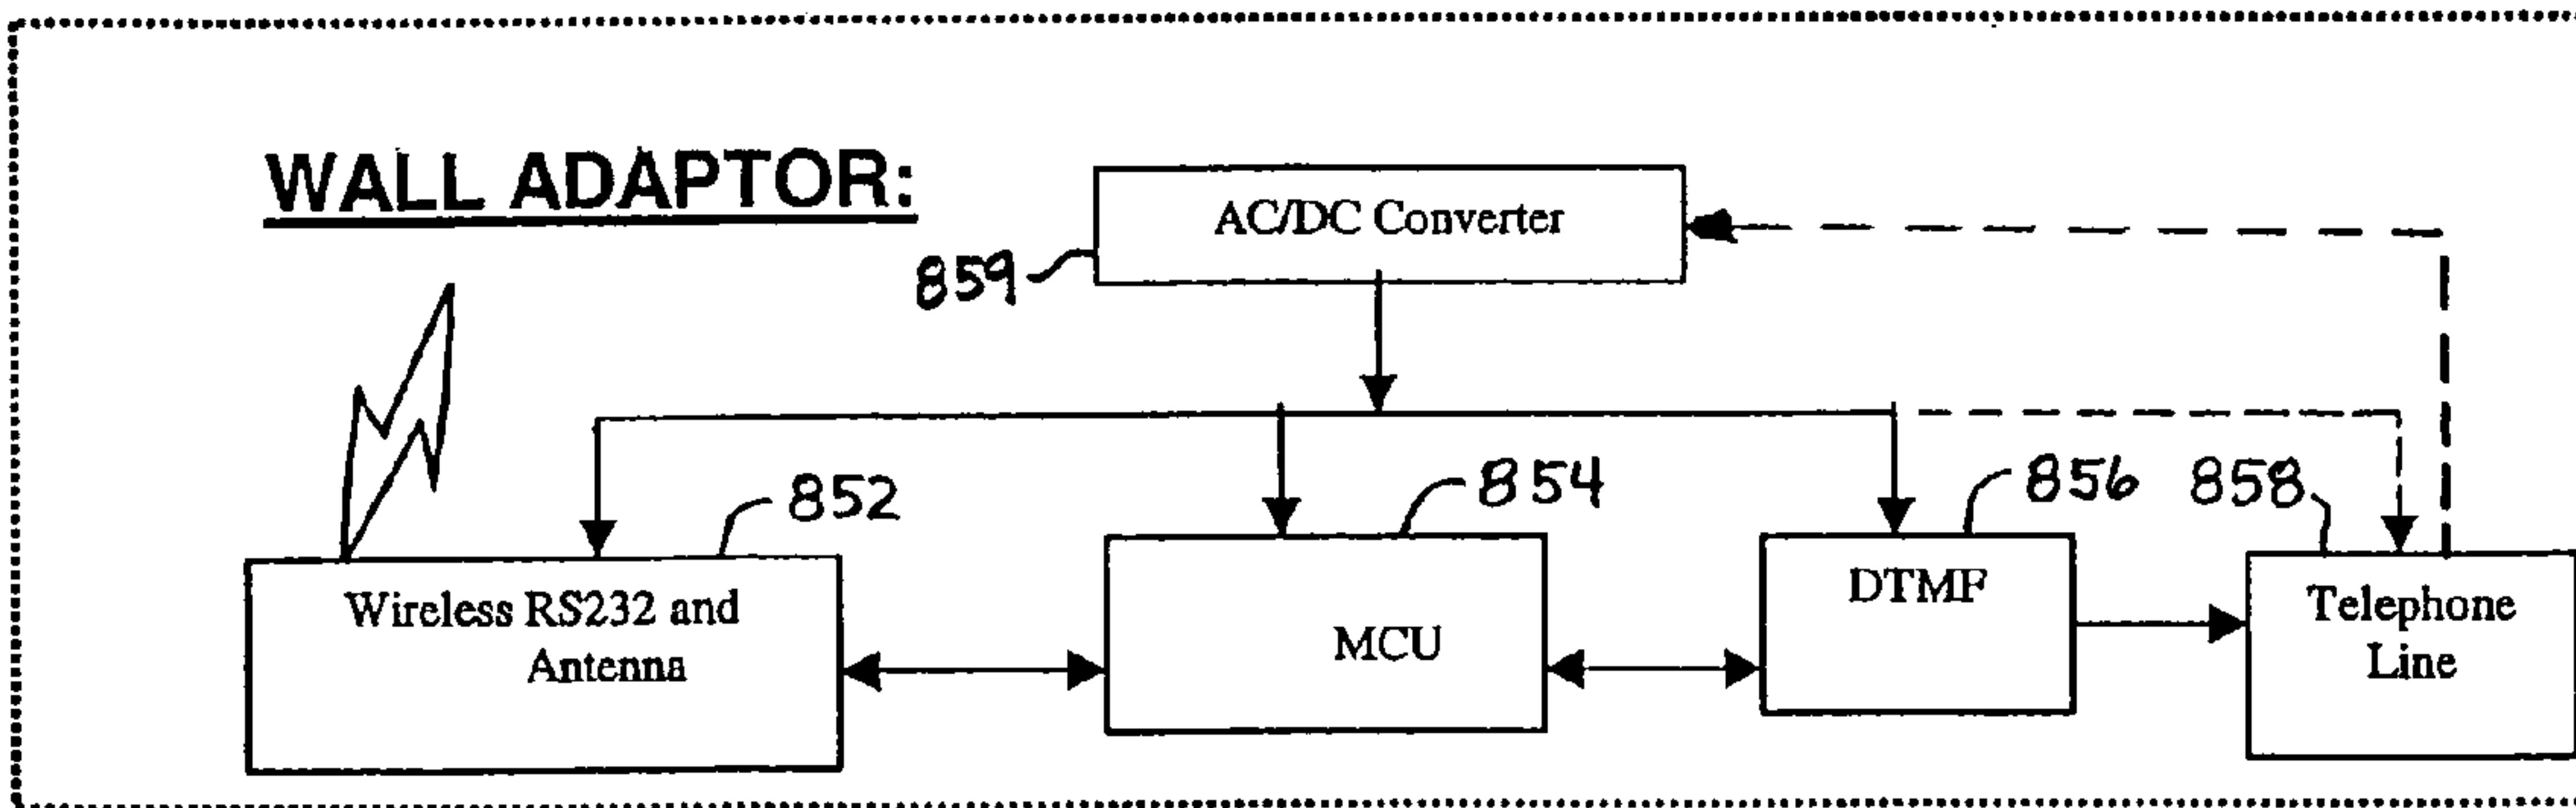 WALL ADAPTOR:
AC/DC Converter
859
852
854
856
858
Wireless RS232 and
Antenna
MCU
DTMF
Telephone
Line